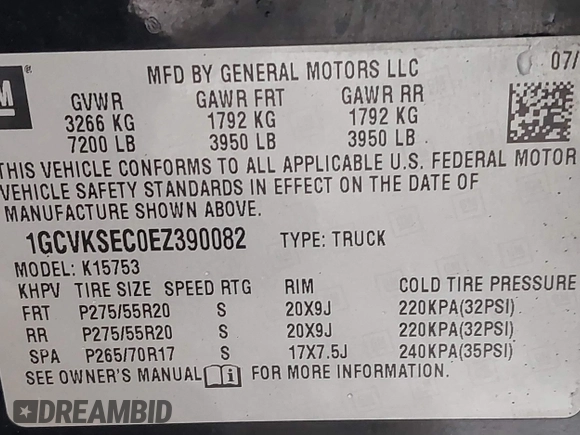 M ®
MFD BY GENERAL MOTORS LLC
07/
GVWR GAWR FRT GAWR RR
3266 KG 1792 KG 1792 KG
7200 LB 3950 LB 3950 LB
THIS VEHICLE CONFORMS TO ALL APPLICABLE U.S. FEDERAL MOTOR
VEHICLE SAFETY STANDARDS IN EFFECT ON THE DATE OF
MANUFACTURE SHOWN ABOVE.
1GCVKSEC0EZ390082 TYPE: TRUCK
MODEL: K15753
KHPV TIRE SIZE SPEED RTG RIM COLD TIRE PRESSURE
FRT P275/55R20 S 20X9J 220KPA(32PSI)
RR P275/55R20 S 20X9J 220KPA(32PSI)
SPA P265/70R17 S 17X7.5J 240KPA(35PSI)
SEE OWNER'S MANUAL FOR MORE INFORMATION.
DREAMBID